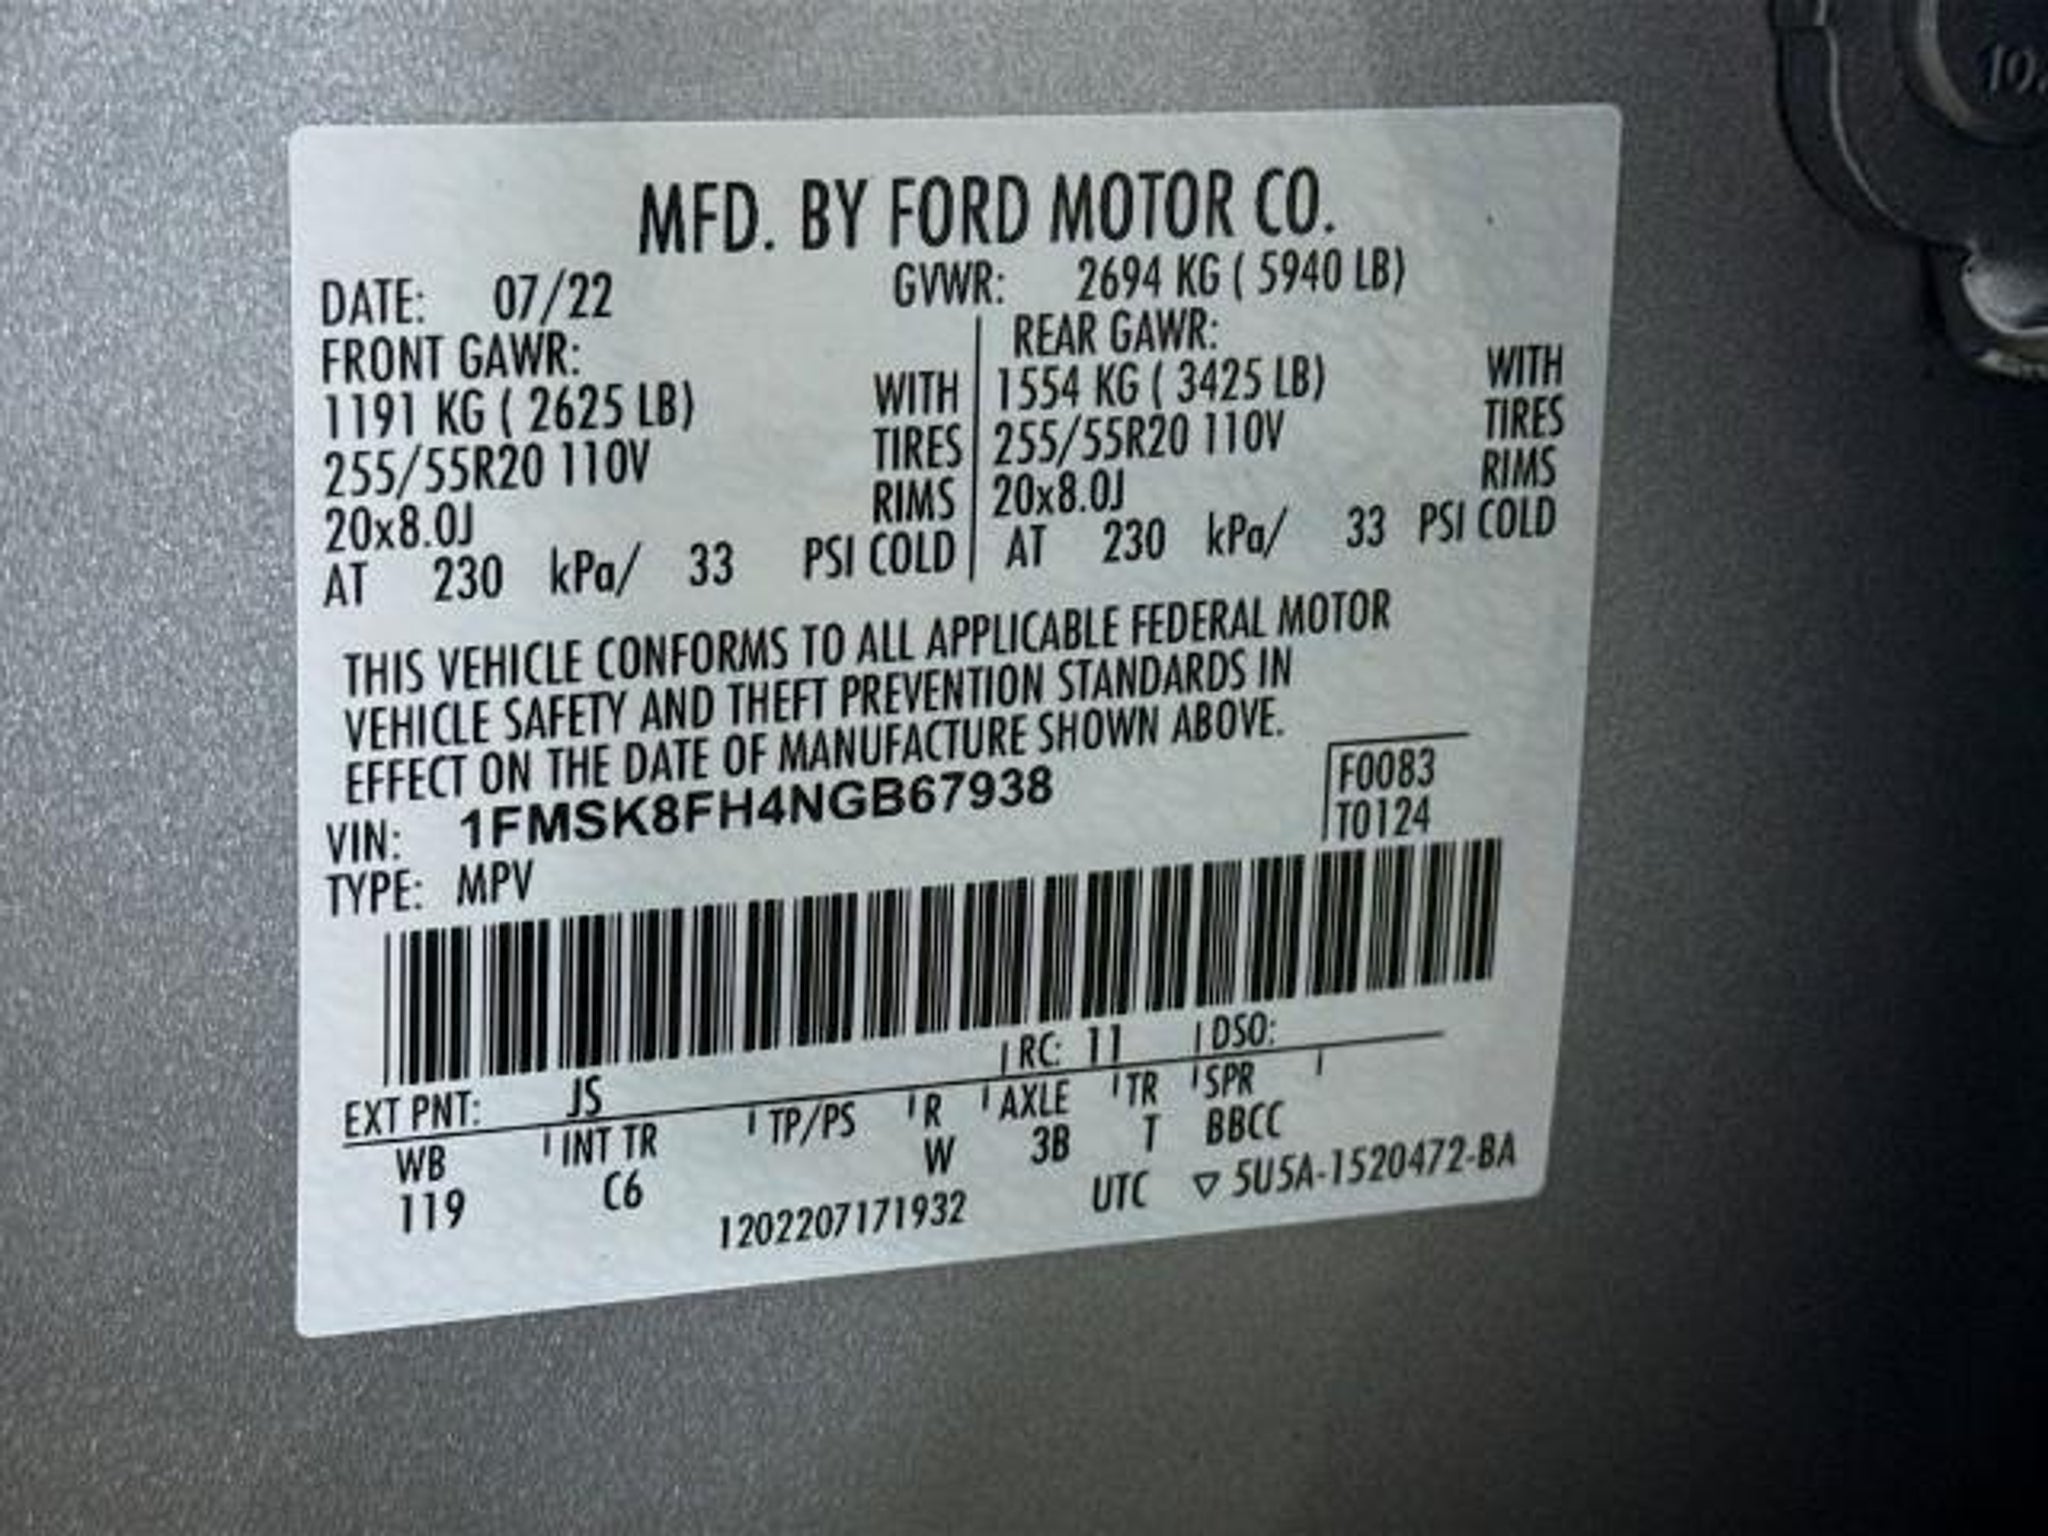 MFD. BY FORD MOTOR CO.
DATE: 07/22 GVWR: 2694 KG ( 5940 LB)
FRONT GAWR: REAR GAWR:
1191 KG ( 2625 LB) WITH 1554 KG ( 3425 LB) WITH
255/55R20 110V TIRES 255/55R20 110V TIRES
20x8.0J RIMS 20x8.0J RIMS
AT 230 kPa/ 33 PSI COLD AT 230 kPa/ 33 PSI COLD
THIS VEHICLE CONFORMS TO ALL APPLICABLE FEDERAL MOTOR
VEHICLE SAFETY AND THEFT PREVENTION STANDARDS IN
EFFECT ON THE DATE OF MANUFACTURE SHOWN ABOVE.
VIN: 1FMSK8FH4NGB67938 F0083
TYPE: MPV T0124
EXT PNT: JS RC: 11 DSO:
WB INT TR TP/PS R AXLE TR SPR
119 C6 W 3B T BBCC
1202207171932 UTC ▽ 5U5A-1520472-BA